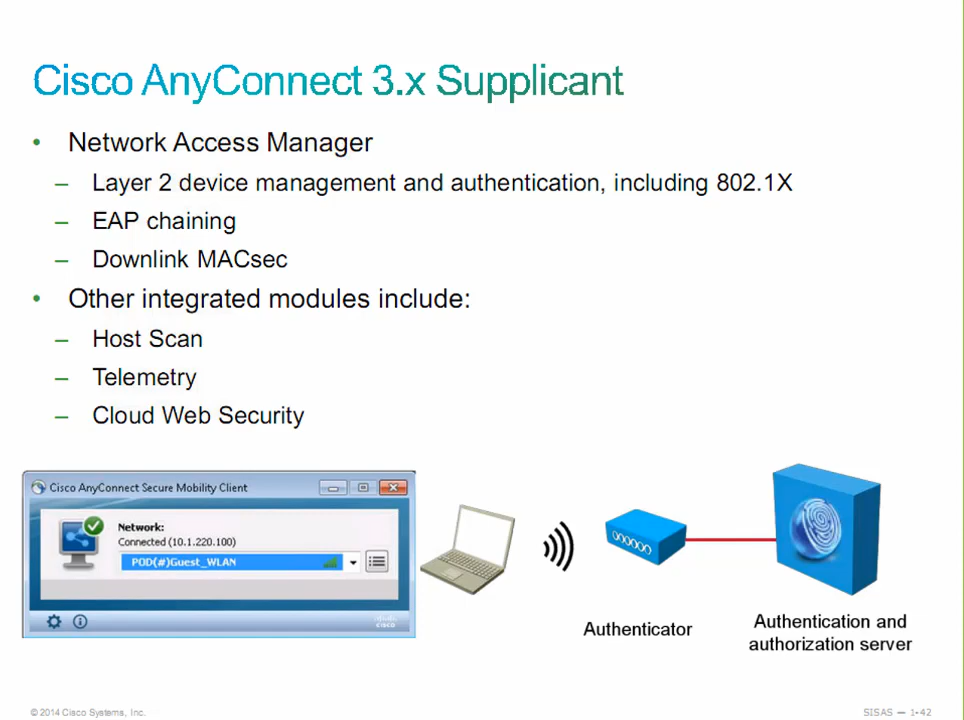 Cisco AnyConnect 3.x Supplicant
• Network Access Manager
– Layer 2 device management and authentication, including 802.1X
– EAP chaining
– Downlink MACsec
• Other integrated modules include:
– Host Scan
– Telemetry
– Cloud Web Security
Cisco AnyConnect Secure Mobility Client
Network:
Connected (10.1.220.100)
POD(#)Guest_WLAN
cisco
Authenticator
Authentication and
authorization server
© 2014 Cisco Systems, Inc.
SISAS — 1-42